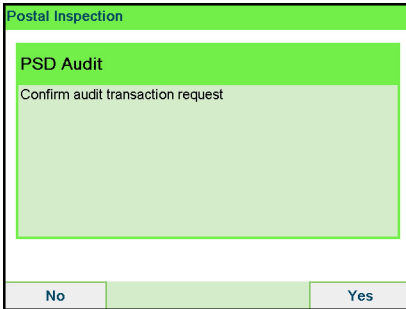 Postal Inspection
PSD Audit
Confirm audit transaction request
No
Yes